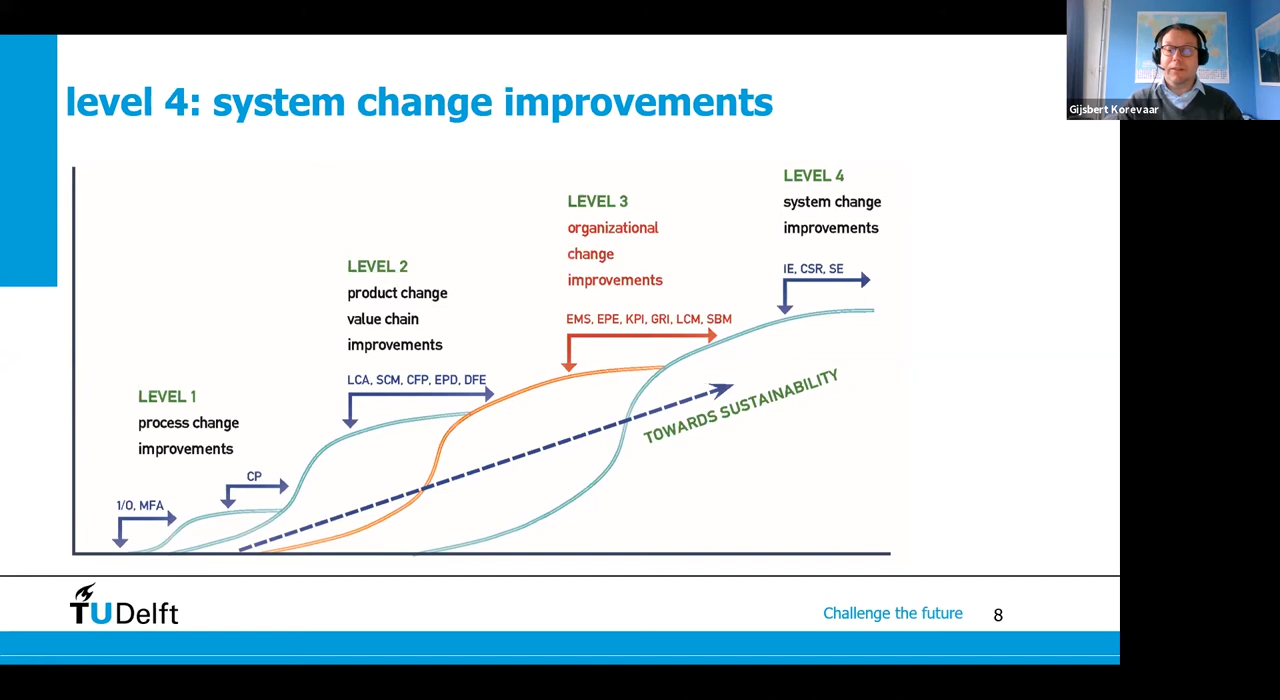 level 4: system change improvements
Gijsbert Korevaar
LEVEL 4
system change
improvements
IE, CSR, SE
LEVEL 3
organizational
change
improvements
EMS, EPE, KPI, GRI, LCM, SBM
LEVEL 2
product change
value chain
improvements
LCA, SCM, CFP, EPD, DFE
LEVEL 1
process change
improvements
CP
1/O, MFA
TOWARDS SUSTAINABILITY
TUDelft
Challenge the future
8